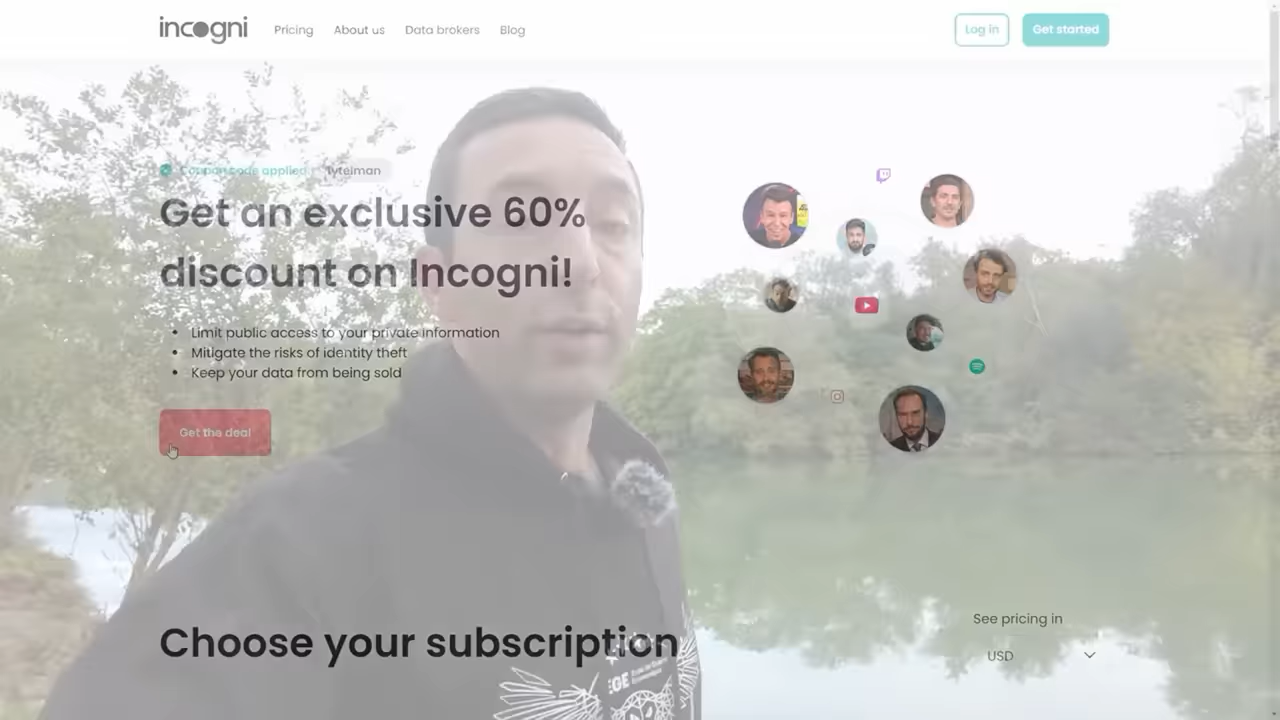 incogni
Pricing About us Data brokers Blog
Log in Get started
Coupon code applied lytelman
Get an exclusive 60%
discount on Incogni!
Limit public access to your private information
Mitigate the risks of identity theft
Keep your data from being sold
Get the deal
Choose your subscription
See pricing in
USD
EGE